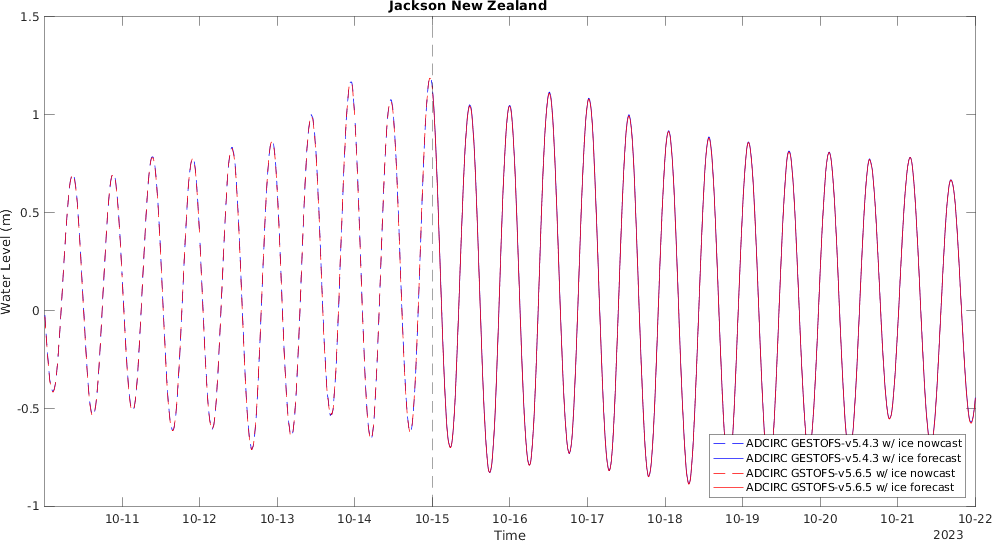 Jackson New Zealand
1.5
1
0.5
0
-0.5
-1
Water Level (m)
10-11 10-12 10-13 10-14 10-15 10-16 10-17 10-18 10-19 10-20 10-21 10-22
Time
2023
ADCIRC GESTOFS-v5.4.3 w/ ice nowcast
ADCIRC GESTOFS-v5.4.3 w/ ice forecast
ADCIRC GSTOFS-v5.6.5 w/ ice nowcast
ADCIRC GSTOFS-v5.6.5 w/ ice forecast